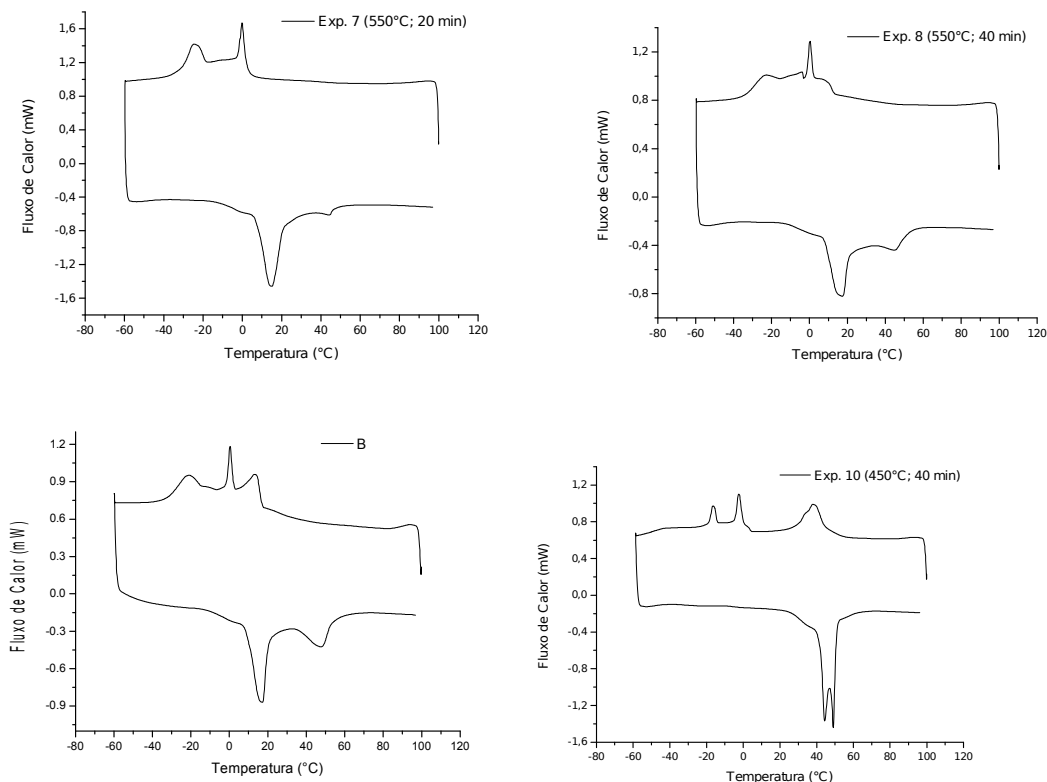 Exp. 7 (550°C; 20 min)
1,6
1,2
0,8
0,4
0,0
-0,4
-0,8
-1,2
-1,6
Fluxo de Calor (mW)
-80 -60 -40 -20 0 20 40 60 80 100 120
Temperatura (°C)
Exp. 8 (550°C; 40 min)
1,2
0,8
0,4
0,0
-0,4
-0,8
Fluxo de Calor (mW)
-80 -60 -40 -20 0 20 40 60 80 100 120
Temperatura (°C)
B
1.2
0.9
0.6
0.3
0.0
-0.3
-0.6
-0.9
Fluxo de Calor (mW)
-80 -60 -40 -20 0 20 40 60 80 100 120
Temperatura (°C)
Exp. 10 (450°C; 40 min)
1,2
0,8
0,4
0,0
-0,4
-0,8
-1,2
-1,6
Fluxo de Calor (mW)
-80 -60 -40 -20 0 20 40 60 80 100 120
Temperatura (°C)